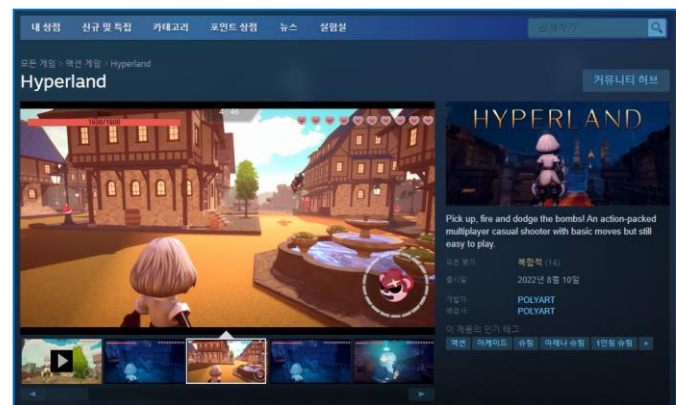 내 상점 신규 및 특집 카테고리 포인트 상점 뉴스 실험실 검색하기
모든 게임 > 액션 게임 > Hyperland
Hyperland
커뮤니티 허브
1600/1600
4:46
HYPERLAND
Pick up, fire and dodge the bombs! An action-packed
multiplayer casual shooter with basic moves but still
easy to play.
모든 평가: 복합적 (14)
출시일: 2022년 8월 10일
개발자: POLYART
배급사: POLYART
이 제품의 인기 태그:
액션 아케이드 슈팅 아레나 슈팅 1인칭 슈팅 +